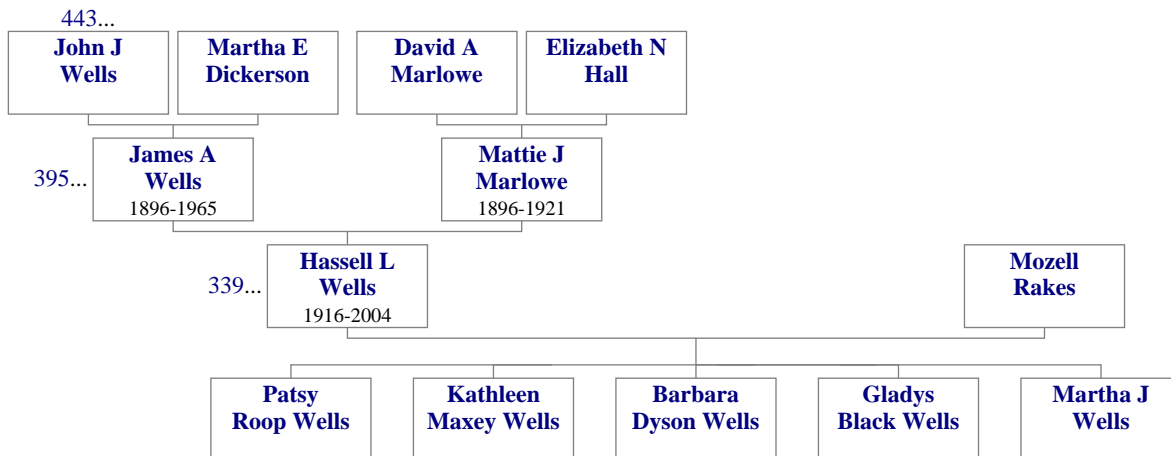 443...
John J
Wells
Martha E
Dickerson
David A
Marlowe
Elizabeth N
Hall
395...
James A
Wells
1896-1965
Mattie J
Marlowe
1896-1921
339...
Hassell L
Wells
1916-2004
Mozell
Rakes
Patsy
Roop Wells
Kathleen
Maxey Wells
Barbara
Dyson Wells
Gladys
Black Wells
Martha J
Wells